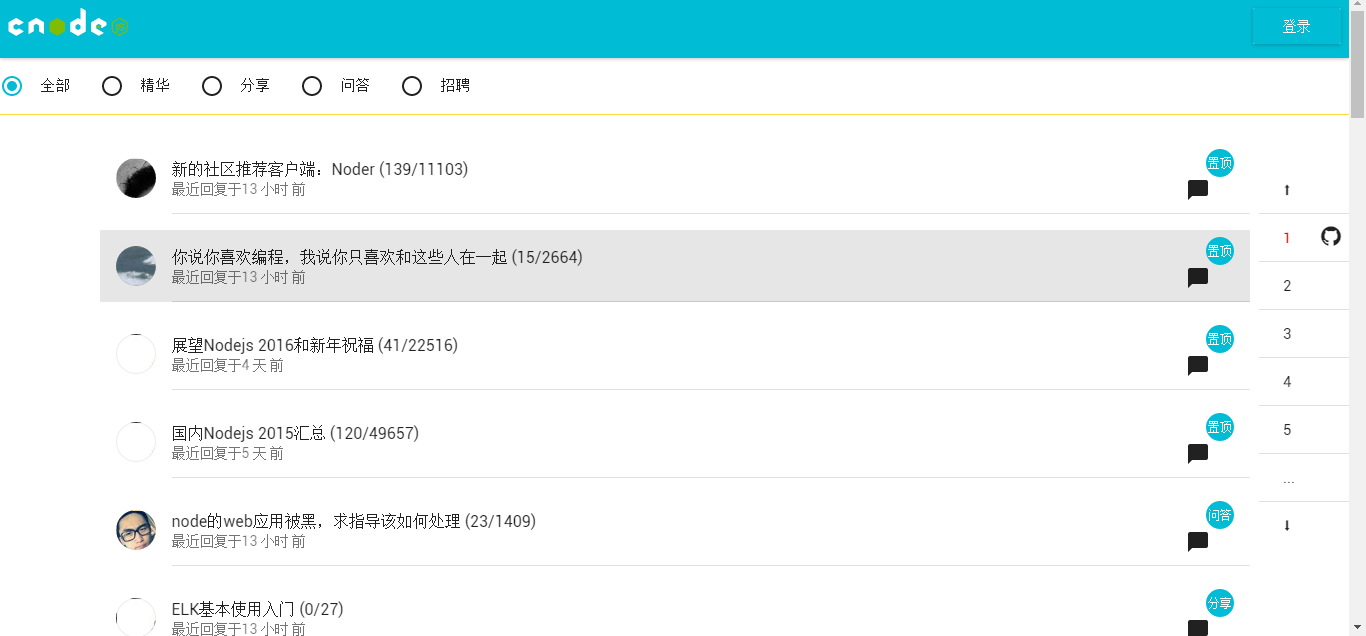 cnode JS
登录
全部 精华 分享 问答 招聘
新的社区推荐客户端：Noder (139/11103)
最近回复于13 小时 前
置顶
你说你喜欢编程，我说你只喜欢和这些人在一起 (15/2664)
最近回复于13 小时 前
置顶
展望Nodejs 2016和新年祝福 (41/22516)
最近回复于4 天 前
置顶
国内Nodejs 2015汇总 (120/49657)
最近回复于5 天 前
置顶
node的web应用被黑，求指导该如何处理 (23/1409)
最近回复于13 小时 前
问答
ELK基本使用入门 (0/27)
最近回复于13 小时 前
分享
↑
1
2
3
4
5
...
↓